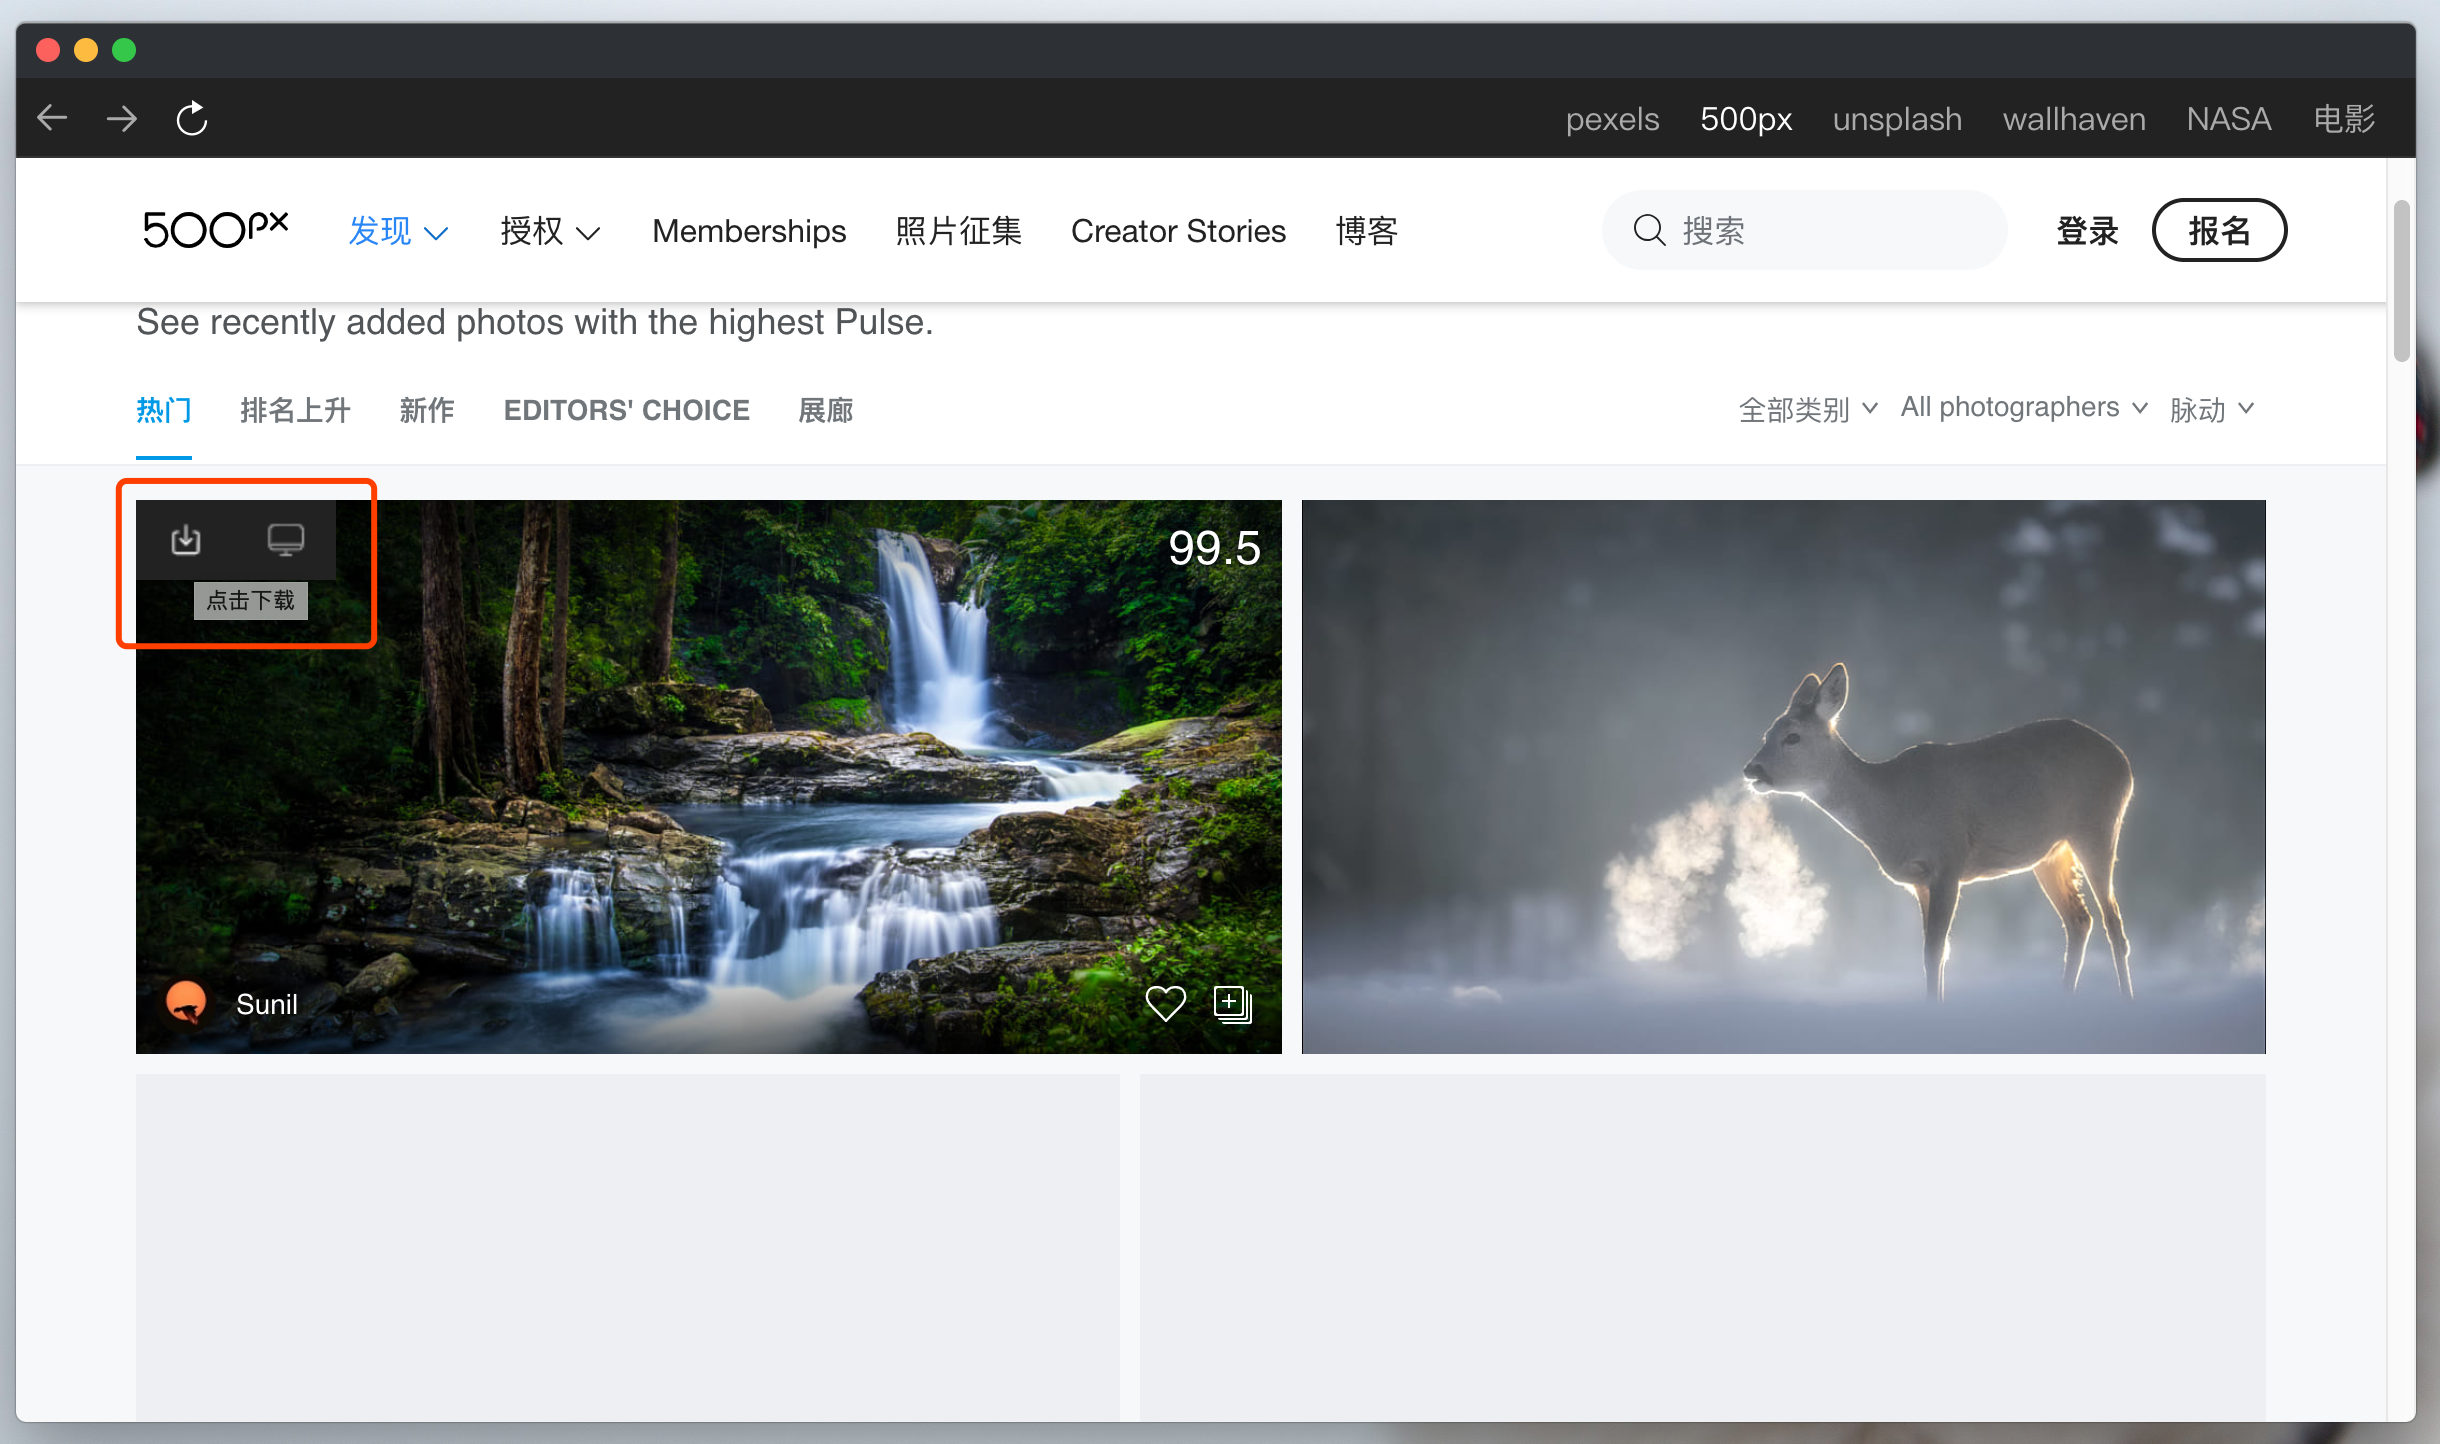 pexels 500px unsplash wallhaven NASA 电影
500px 发现 授权 Memberships 照片征集 Creator Stories 博客 搜索 登录 报名
See recently added photos with the highest Pulse.
热门 排名上升 新作 EDITORS' CHOICE 展廊 全部类别 All photographers 脉动
99.5
点击下载
Sunil